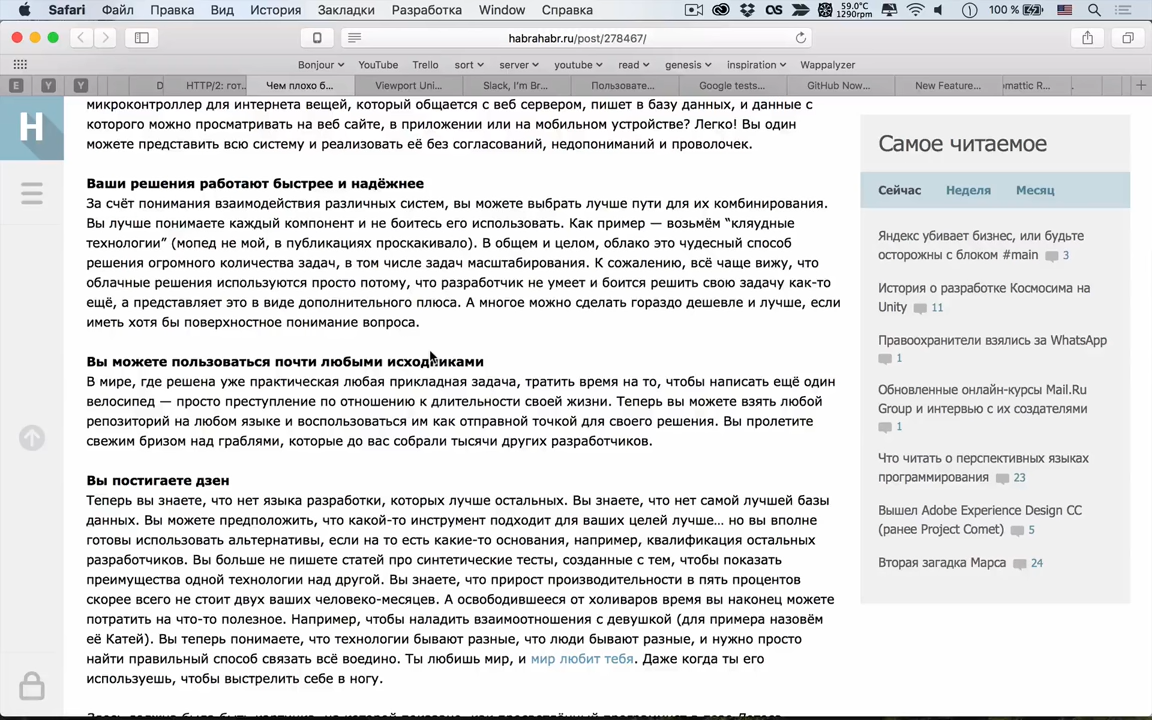 Safari Файл Правка Вид История Закладки Разработка Window Справка 59.0°C 1290rpm 100 %
habrahabr.ru/post/278467/
Bonjour YouTube Trello sort server youtube read genesis inspiration Wappalyzer
E Y Y D HTTP/2: гот... Чем плохо б... Viewport Uni... Slack, I'm Br... Пользовате... Google tests... GitHub Now... New Feature... omattic R...
H
микроконтроллер для интернета вещей, который общается с веб сервером, пишет в базу данных, и данные с
которого можно просматривать на веб сайте, в приложении или на мобильном устройстве? Легко! Вы один
можете представить всю систему и реализовать её без согласований, недопониманий и проволочек.
Ваши решения работают быстрее и надёжнее
За счёт понимания взаимодействия различных систем, вы можете выбрать лучше пути для их комбинирования.
Вы лучше понимаете каждый компонент и не боитесь его использовать. Как пример — возьмём “кляудные
технологии” (мопед не мой, в публикациях проскакивало). В общем и целом, облако это чудесный способ
решения огромного количества задач, в том числе задач масштабирования. К сожалению, всё чаще вижу, что
облачные решения используются просто потому, что разработчик не умеет и боится решить свою задачу как-то
ещё, а представляет это в виде дополнительного плюса. А многое можно сделать гораздо дешевле и лучше, если
иметь хотя бы поверхностное понимание вопроса.
Вы можете пользоваться почти любыми исходниками
В мире, где решена уже практическая любая прикладная задача, тратить время на то, чтобы написать ещё один
велосипед — просто преступление по отношению к длительности своей жизни. Теперь вы можете взять любой
репозиторий на любом языке и воспользоваться им как отправной точкой для своего решения. Вы пролетите
свежим бризом над граблями, которые до вас собрали тысячи других разработчиков.
Вы постигаете дзен
Теперь вы знаете, что нет языка разработки, которых лучше остальных. Вы знаете, что нет самой лучшей базы
данных. Вы можете предположить, что какой-то инструмент подходит для ваших целей лучше... но вы вполне
готовы использовать альтернативы, если на то есть какие-то основания, например, квалификация остальных
разработчиков. Вы больше не пишете статей про синтетические тесты, созданные с тем, чтобы показать
преимущества одной технологии над другой. Вы знаете, что прирост производительности в пять процентов
скорее всего не стоит двух ваших человеко-месяцев. А освободившееся от холиваров время вы наконец можете
потратить на что-то полезное. Например, чтобы наладить взаимоотношения с девушкой (для примера назовём
её Катей). Вы теперь понимаете, что технологии бывают разные, что люди бывают разные, и нужно просто
найти правильный способ связать всё воедино. Ты любишь мир, и мир любит тебя. Даже когда ты его
используешь, чтобы выстрелить себе в ногу.
Самое читаемое
Сейчас Неделя Месяц
Яндекс убивает бизнес, или будьте
осторожны с блоком #main 3
История о разработке Космосима на
Unity 11
Правоохранители взялись за WhatsApp
1
Обновленные онлайн-курсы Mail.Ru
Group и интервью с их создателями
1
Что читать о перспективных языках
программирования 23
Вышел Adobe Experience Design CC
(ранее Project Comet) 5
Вторая загадка Марса 24